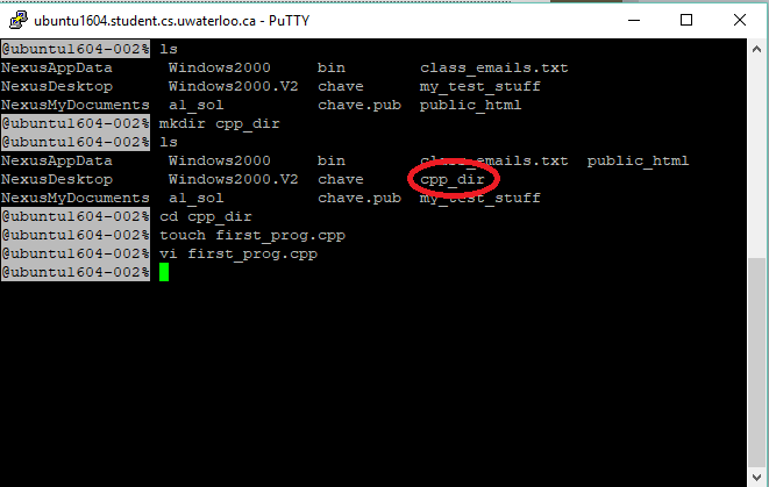 ubuntu1604.student.cs.uwaterloo.ca - PuTTY
@ubuntu1604-002% ls
NexusAppData Windows2000 bin class_emails.txt
NexusDesktop Windows2000.V2 chave my_test_stuff
NexusMyDocuments al_sol chave.pub public_html
@ubuntu1604-002% mkdir cpp_dir
@ubuntu1604-002% ls
NexusAppData Windows2000 bin class_emails.txt public_html
NexusDesktop Windows2000.V2 chave cpp_dir
NexusMyDocuments al_sol chave.pub my_test_stuff
@ubuntu1604-002% cd cpp_dir
@ubuntu1604-002% touch first_prog.cpp
@ubuntu1604-002% vi first_prog.cpp
@ubuntu1604-002%